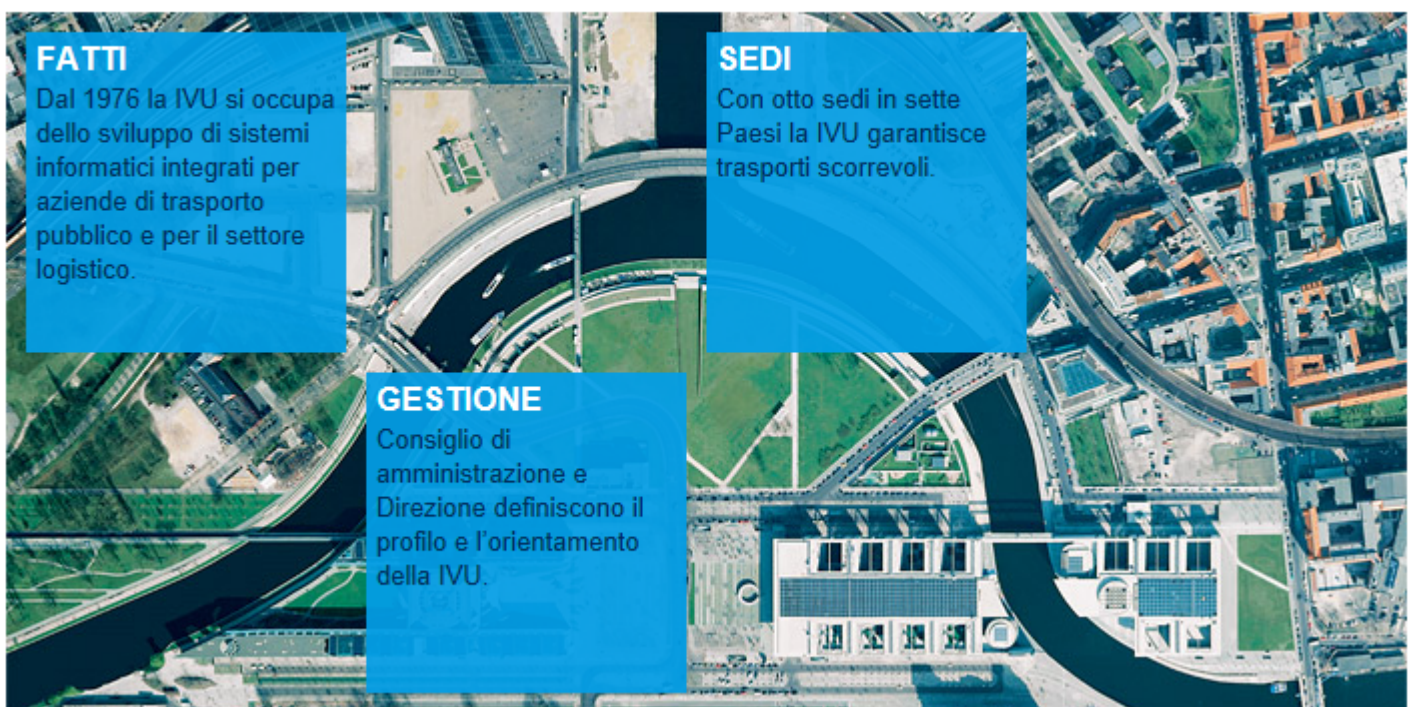 FATTI
Dal 1976 la IVU si occupa
dello sviluppo di sistemi
informatici integrati per
aziende di trasporto
pubblico e per il settore
logistico.
SEDI
Con otto sedi in sette
Paesi la IVU garantisce
trasporti scorrevoli.
GESTIONE
Consiglio di
amministrazione e
Direzione definiscono il
profilo e l’orientamento
della IVU.